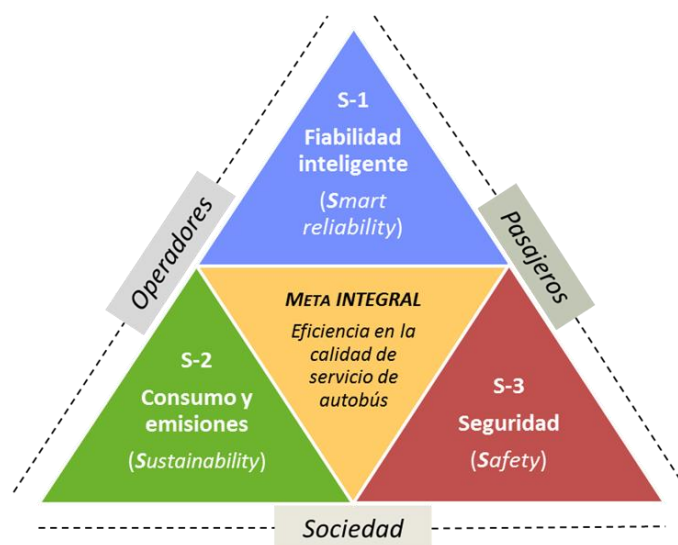 S-1
Fiabilidad
inteligente
(Smart
reliability)
Operadores
Pasajeros
META INTEGRAL
Eficiencia en la
calidad de
servicio de
autobús
S-2
Consumo y
emisiones
(Sustainability)
S-3
Seguridad
(Safety)
Sociedad